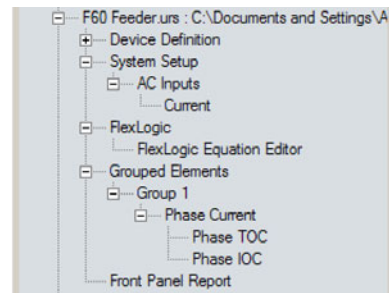 F60 Feeder.urs : C:\Documents and Settings\A
Device Definition
System Setup
AC Inputs
Current
FlexLogic
FlexLogic Equation Editor
Grouped Elements
Group 1
Phase Current
Phase TOC
Phase IOC
Front Panel Report